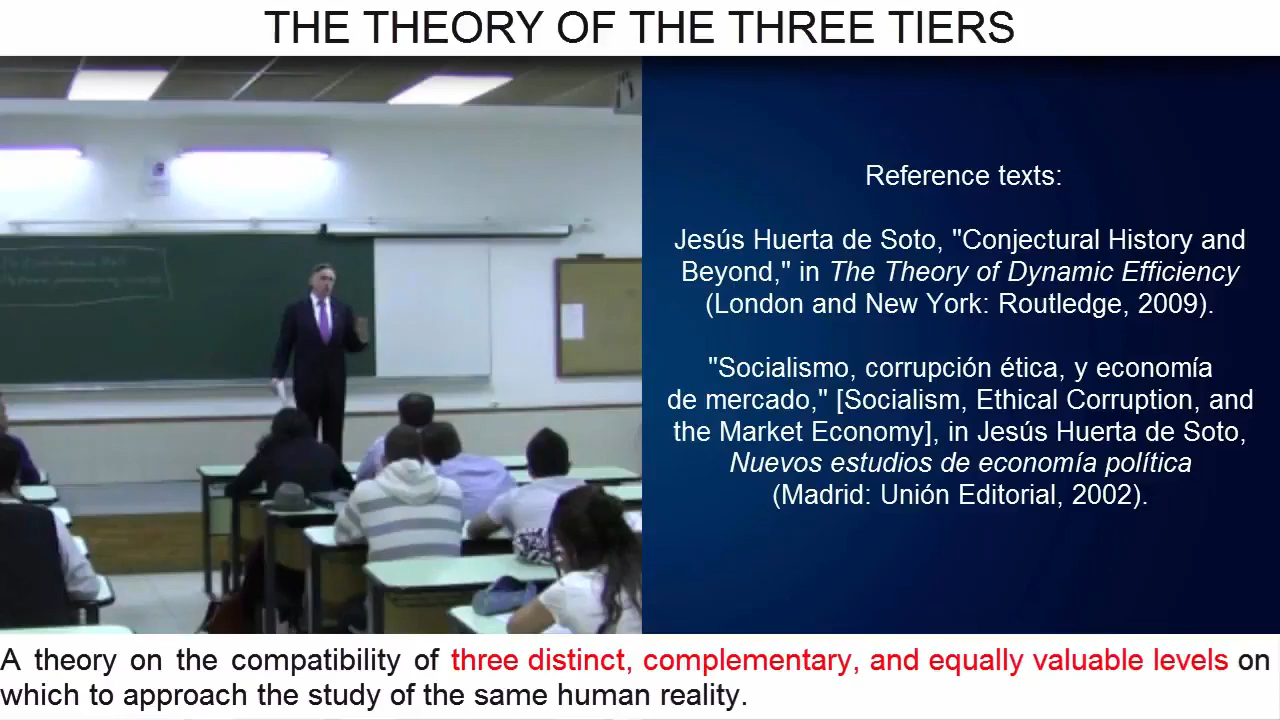 THE THEORY OF THE THREE TIERS
Reference texts:
Jesús Huerta de Soto, "Conjectural History and
Beyond," in The Theory of Dynamic Efficiency
(London and New York: Routledge, 2009).
"Socialismo, corrupción ética, y economía
de mercado," [Socialism, Ethical Corruption, and
the Market Economy], in Jesús Huerta de Soto,
Nuevos estudios de economía política
(Madrid: Unión Editorial, 2002).
A theory on the compatibility of three distinct, complementary, and equally valuable levels on
which to approach the study of the same human reality.